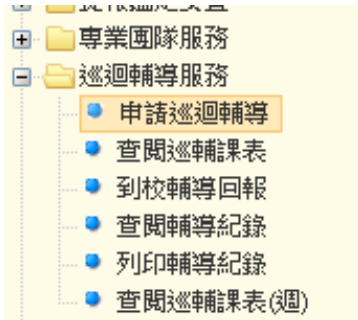 專業團隊服務
巡迴輔導服務
申請巡迴輔導
查閱巡輔課表
到校輔導回報
查閱輔導紀錄
列印輔導紀錄
查閱巡輔課表(週)